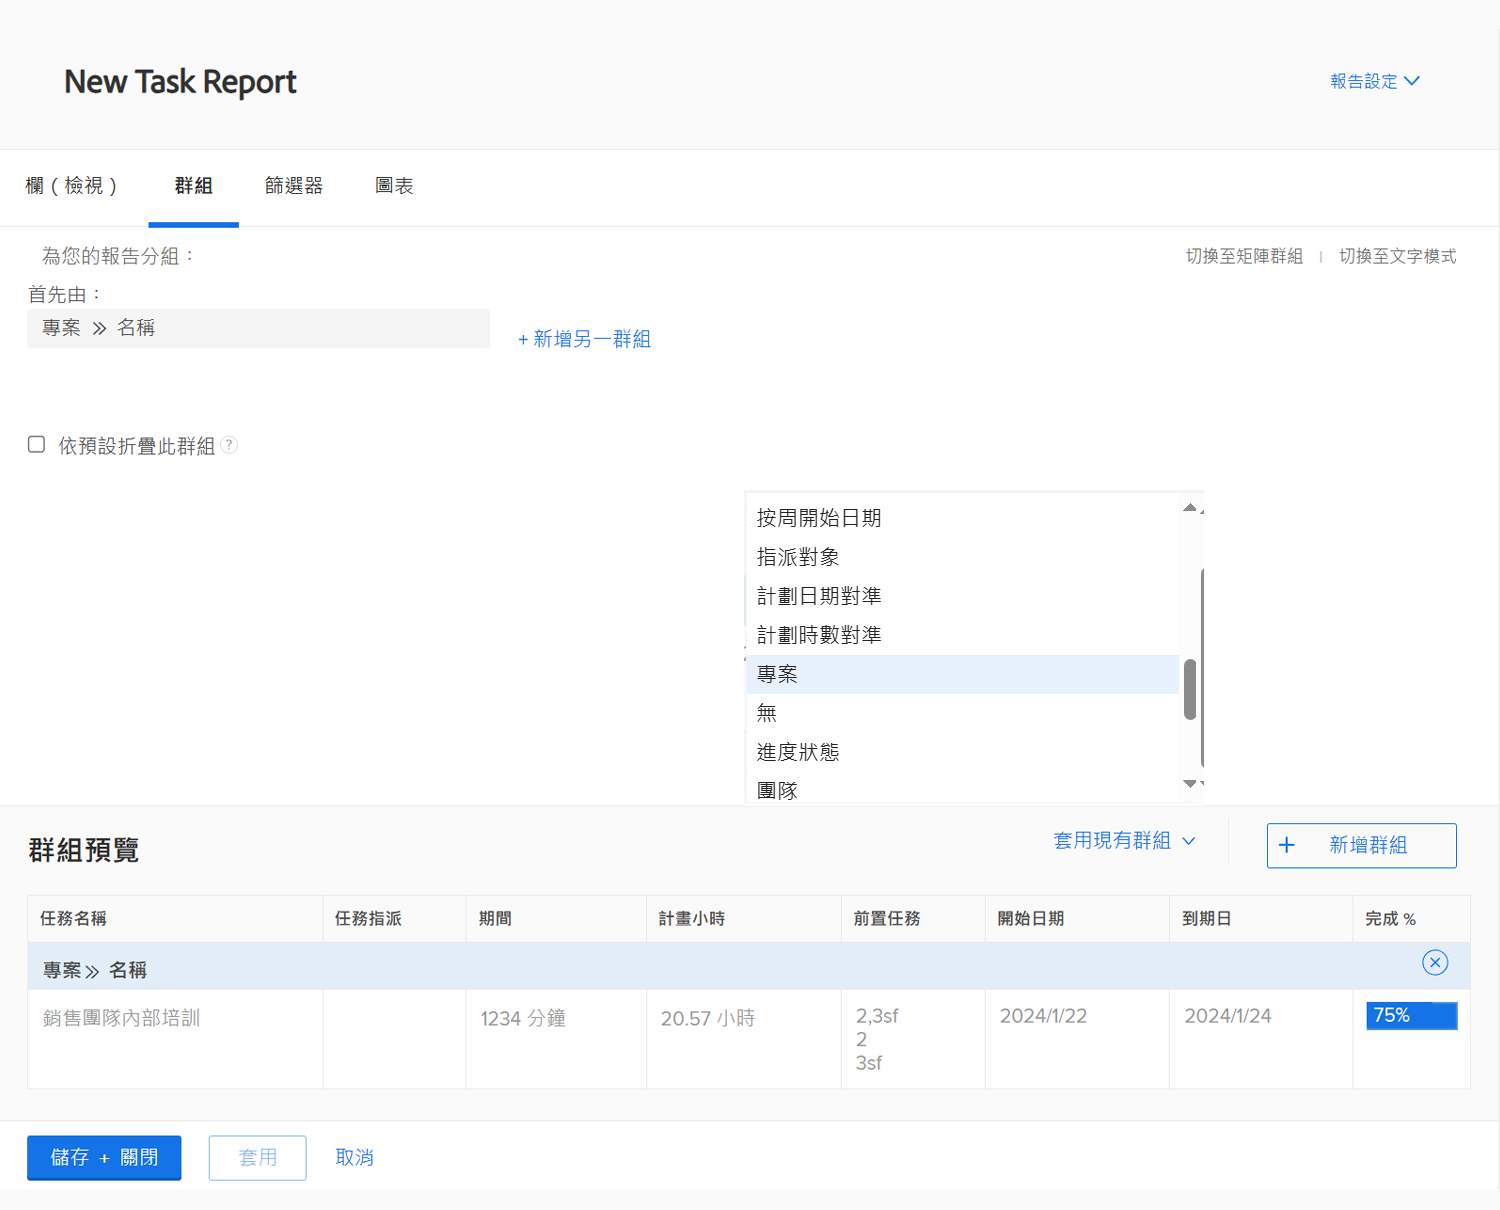 New Task Report
報告設定
欄 ( 檢視 ) 群組 篩選器 圖表
為您的報告分組：
切換至矩陣群組 | 切換至文字模式
首先由：
專案 » 名稱
+ 新增另一群組
依預設折疊此群組 ?
按周開始日期
指派對象
計劃日期對準
計劃時數對準
專案
無
進度狀態
團隊
群組預覽
套用現有群組
+ 新增群組
任務名稱 任務指派 期間 計畫小時 前置任務 開始日期 到期日 完成 %
專案» 名稱
銷售團隊內部培訓 1234 分鐘 20.57 小時 2,3sf 2024/1/22 2024/1/24 75%
2
3sf
儲存 + 關閉 套用 取消